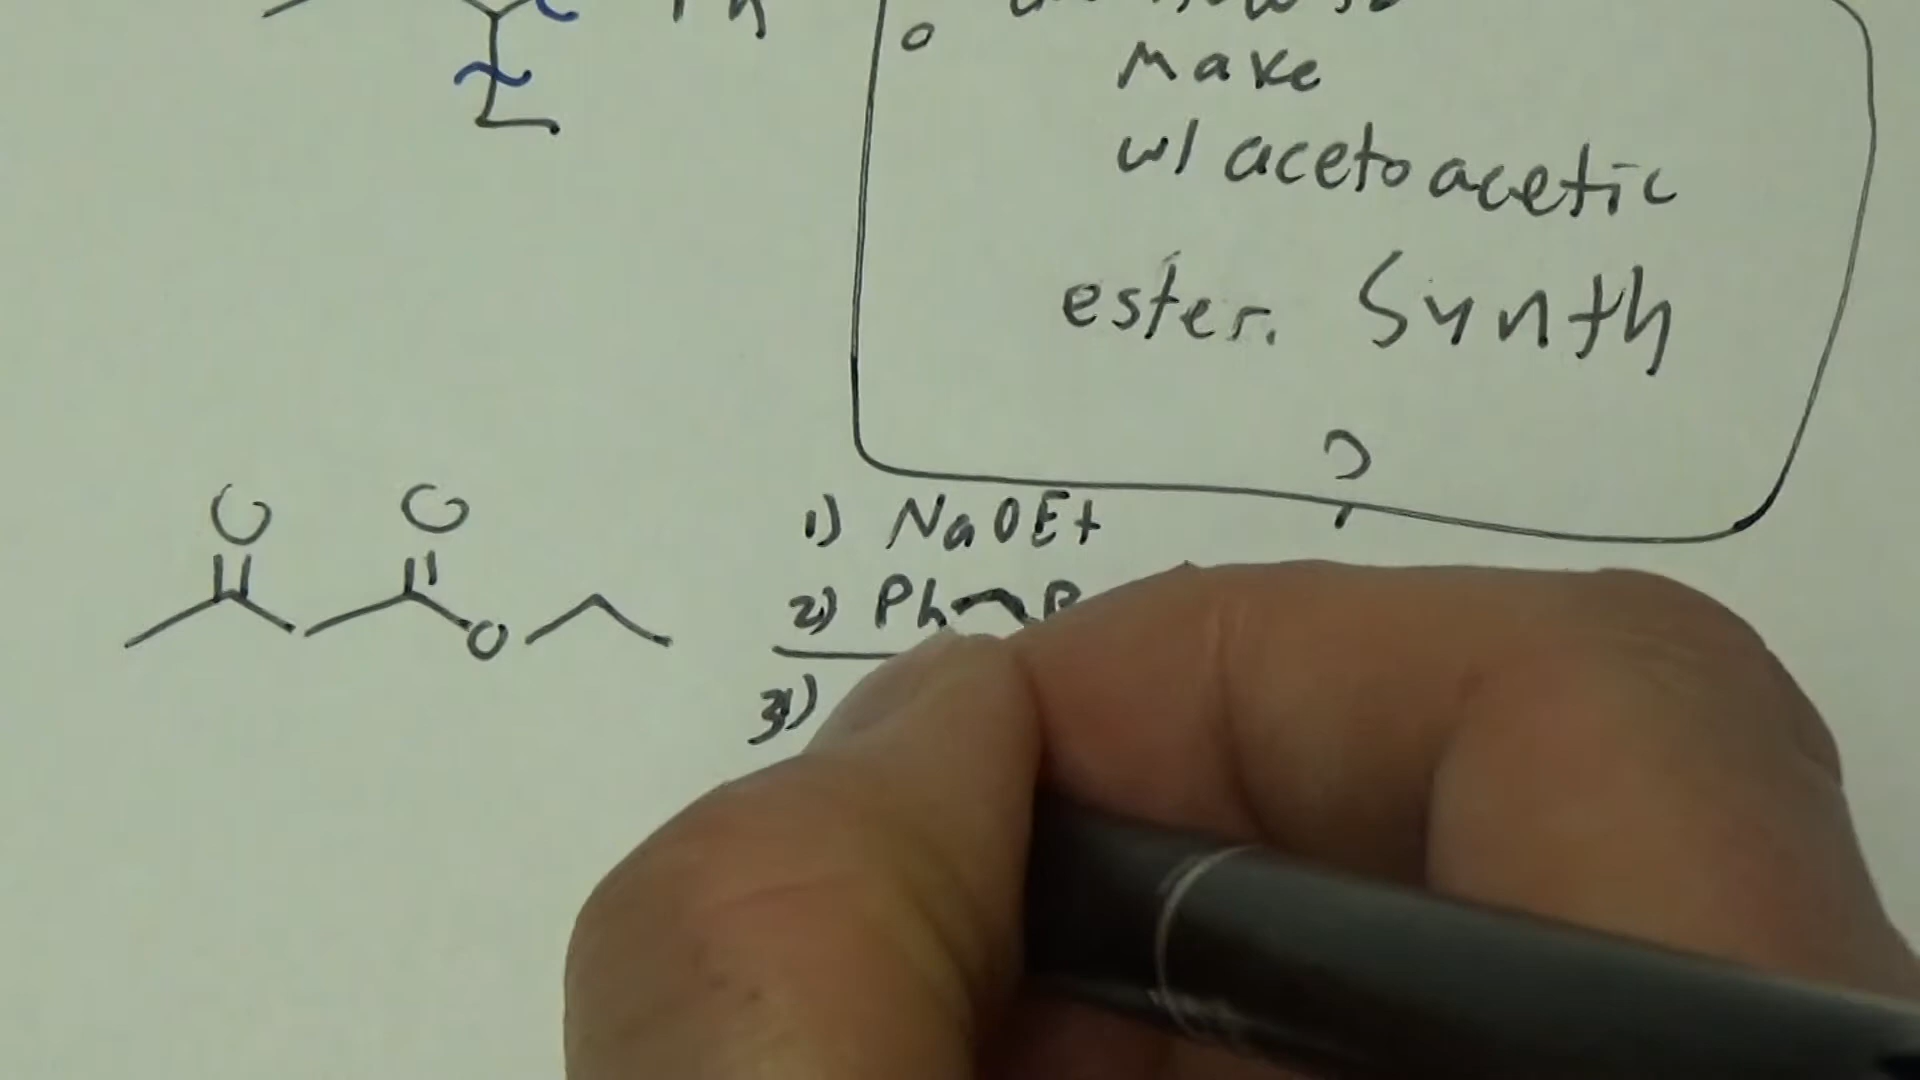 Make
w/ acetoacetic
ester. Synth
?
O O
O
1) NaOEt
2) Ph
3)